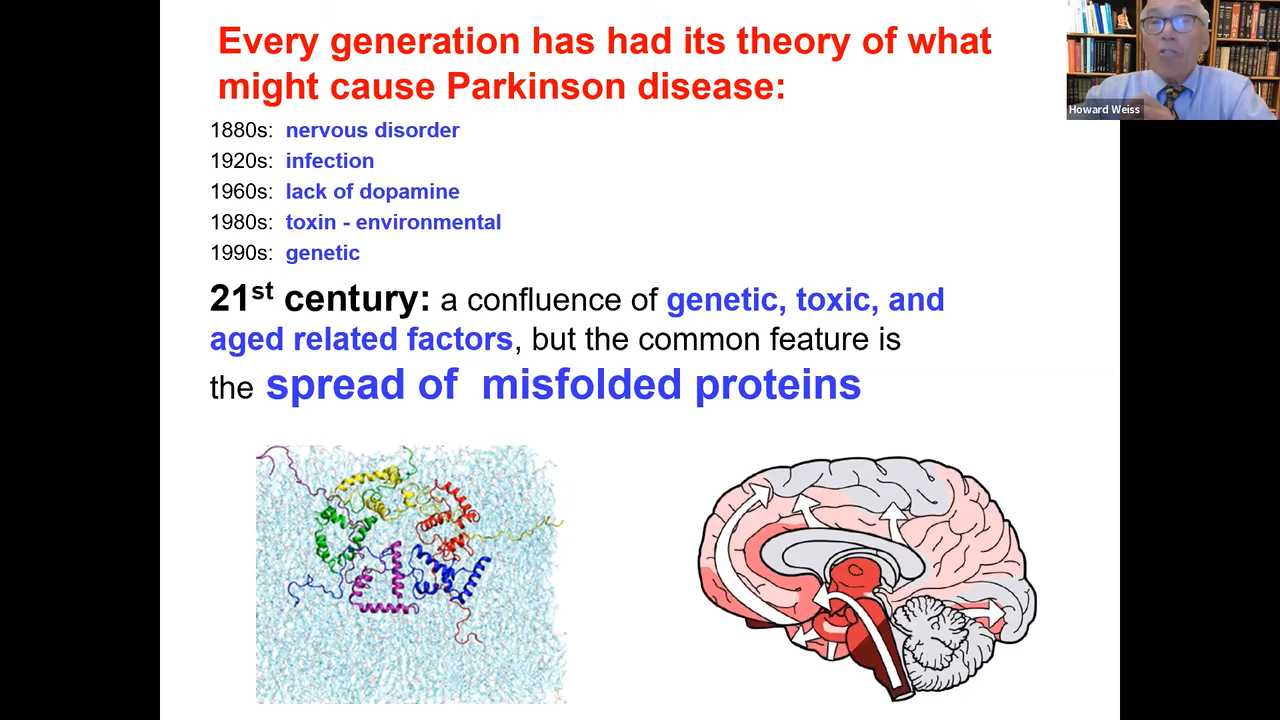 Every generation has had its theory of what
might cause Parkinson disease:
1880s: nervous disorder
1920s: infection
1960s: lack of dopamine
1980s: toxin - environmental
1990s: genetic
21st century: a confluence of genetic, toxic, and
aged related factors, but the common feature is
the spread of misfolded proteins
Howard Weiss